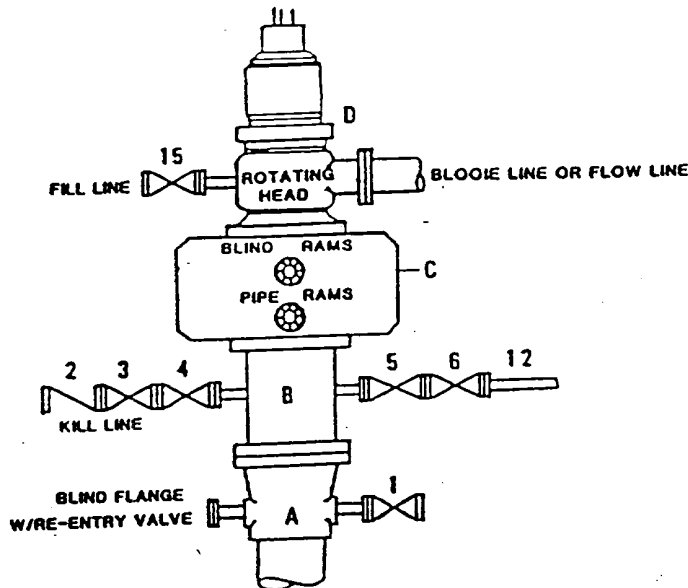 D
15
FILL LINE
ROTATING
HEAD
BLOOIE LINE OR FLOW LINE
BLIND RAMS
C
PIPE RAMS
2 3 4
5 6 12
B
KILL LINE
BLIND FLANGE
W/RE-ENTRY VALVE
A
1